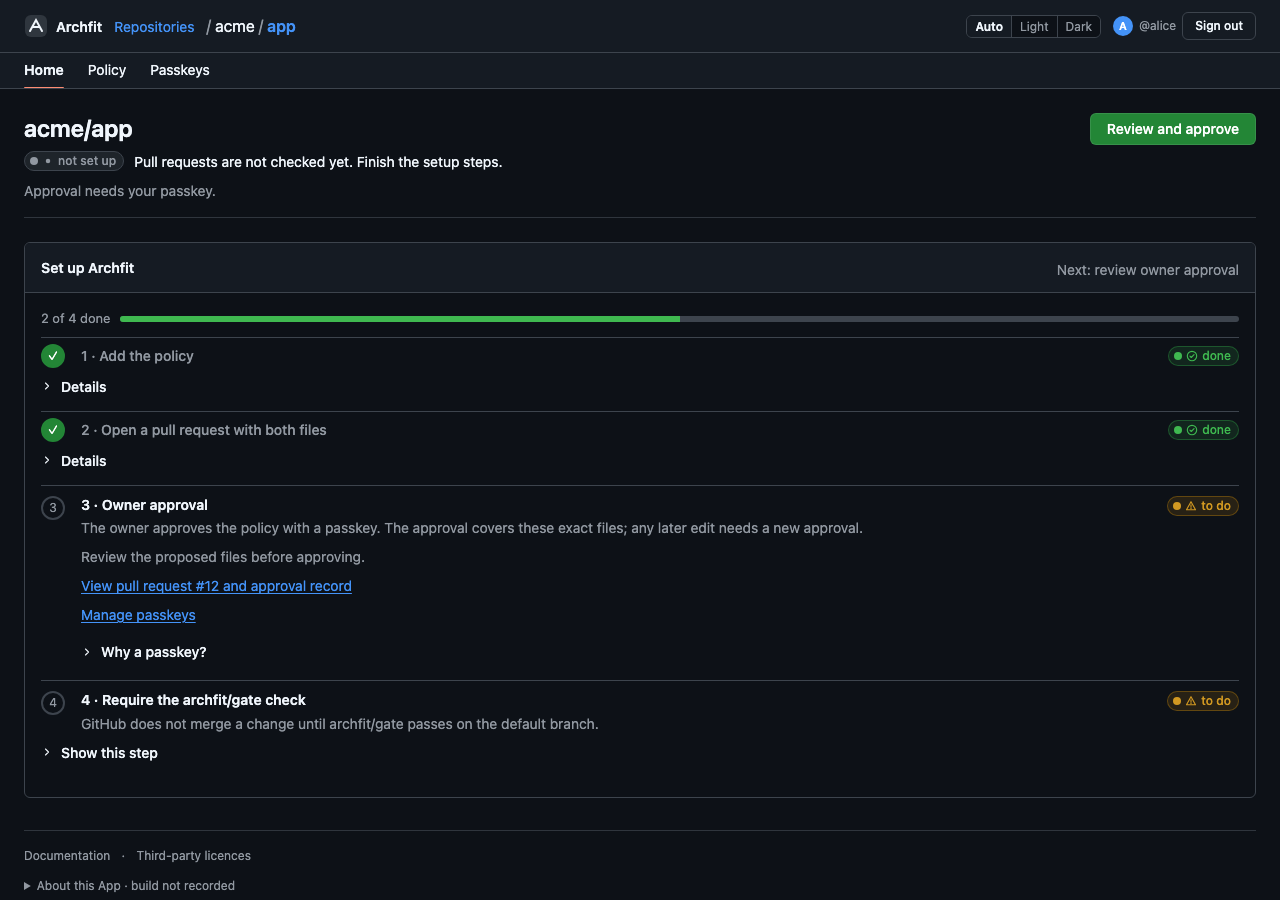 Archfit Repositories / acme / app
Auto Light Dark A @alice Sign out
Home Policy Passkeys
acme/app
Review and approve
not set up Pull requests are not checked yet. Finish the setup steps.
Approval needs your passkey.
Set up Archfit
Next: review owner approval
2 of 4 done
1 · Add the policy
done
Details
2 · Open a pull request with both files
done
Details
3
3 · Owner approval
to do
The owner approves the policy with a passkey. The approval covers these exact files; any later edit needs a new approval.
Review the proposed files before approving.
View pull request #12 and approval record
Manage passkeys
Why a passkey?
4
4 · Require the archfit/gate check
to do
GitHub does not merge a change until archfit/gate passes on the default branch.
Show this step
Documentation · Third-party licences
About this App · build not recorded